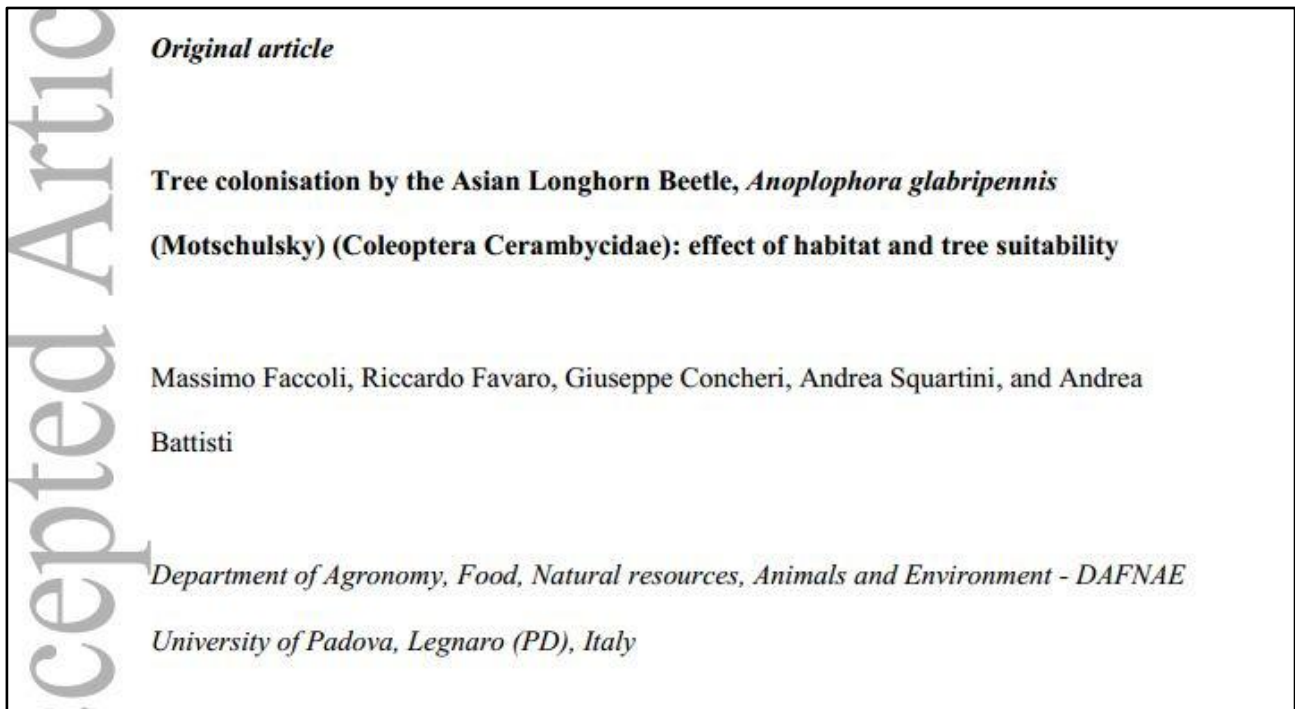 Original article
Tree colonisation by the Asian Longhorn Beetle, Anoplophora glabripennis
(Motschulsky) (Coleoptera Cerambycidae): effect of habitat and tree suitability
Massimo Faccoli, Riccardo Favaro, Giuseppe Concheri, Andrea Squartini, and Andrea
Battisti
Department of Agronomy, Food, Natural resources, Animals and Environment - DAFNAE
University of Padova, Legnaro (PD), Italy
cepted Artic